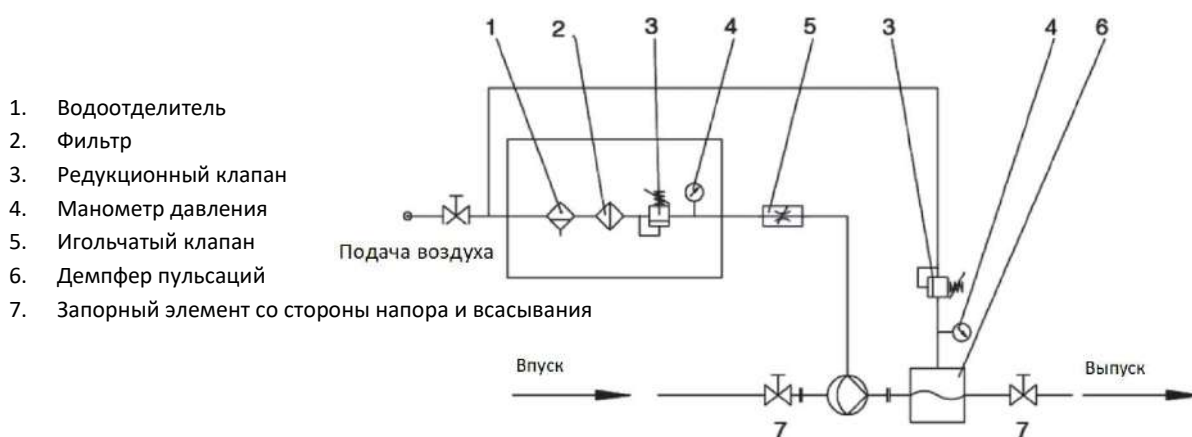 1 2 3 4 5 3 4 6
1. Водоотделитель
2. Фильтр
3. Редукционный клапан
4. Манометр давления
5. Игольчатый клапан
6. Демпфер пульсаций
7. Запорный элемент со стороны напора и всасывания
Подача воздуха
Впуск
Выпуск
7 7